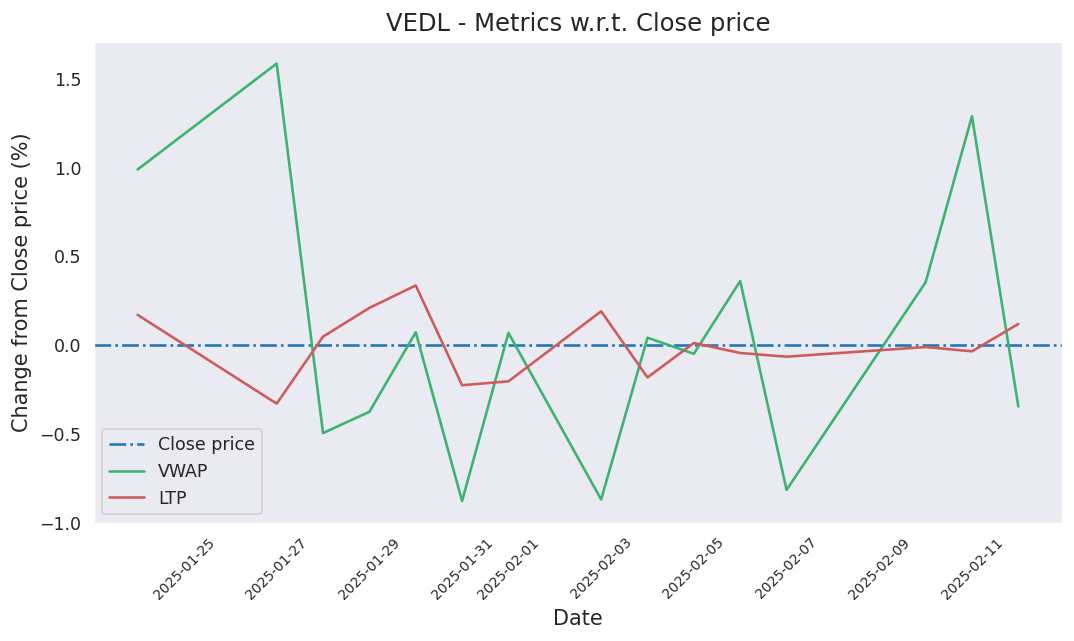 VEDL - Metrics w.r.t. Close price
Change from Close price (%)
1.5
1.0
0.5
0.0
−0.5
−1.0
Close price
VWAP
LTP
2025-01-25
2025-01-27
2025-01-29
2025-01-31
2025-02-01
2025-02-03
2025-02-05
2025-02-07
2025-02-09
2025-02-11
Date